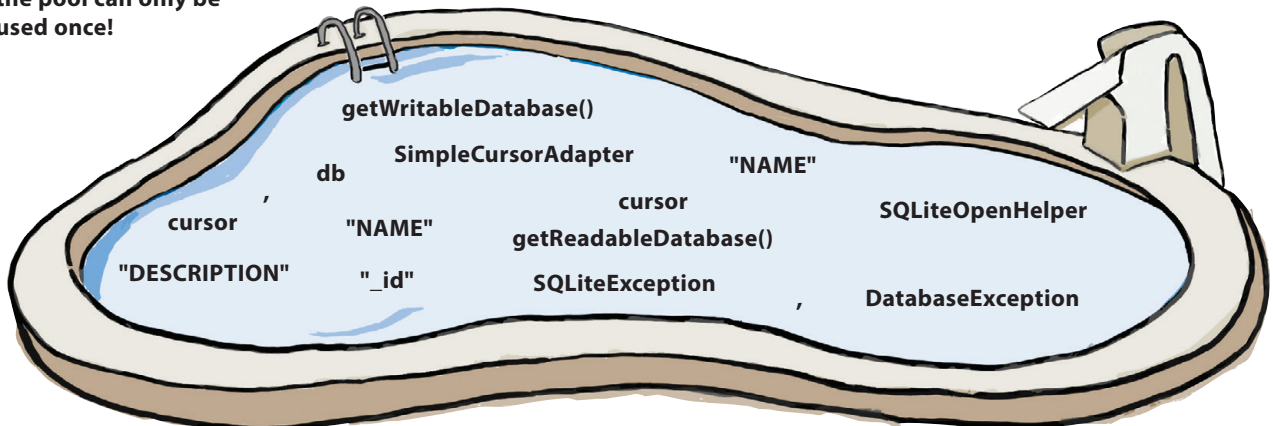 the pool can only be
used once!
getWritableDatabase()
SimpleCursorAdapter
"NAME"
db
,
cursor
SQLiteOpenHelper
cursor
"NAME"
getReadableDatabase()
"DESCRIPTION"
"_id"
SQLiteException
,
DatabaseException